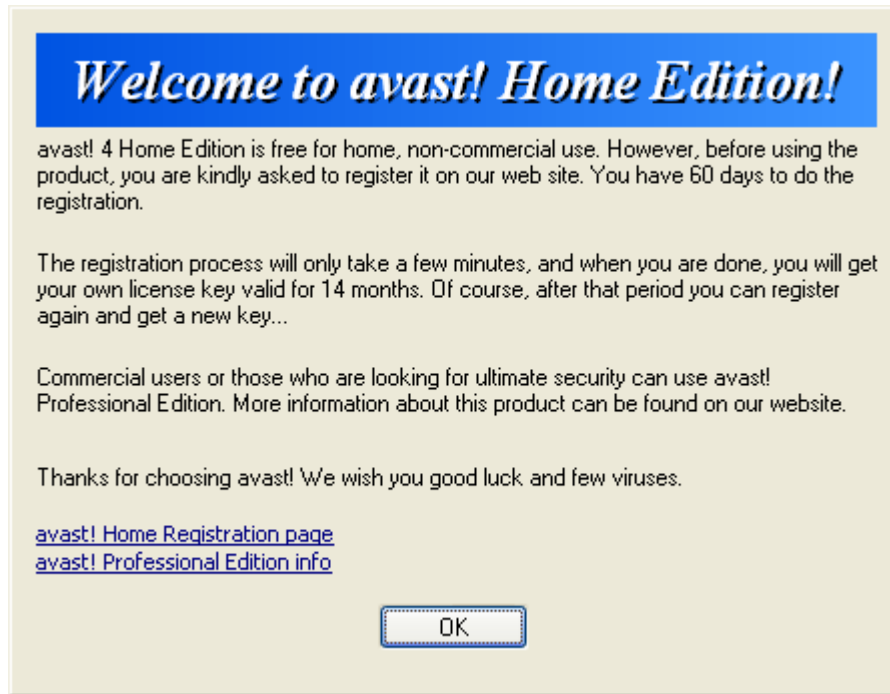 Welcome to avast! Home Edition!
avast! 4 Home Edition is free for home, non-commercial use. However, before using the
product, you are kindly asked to register it on our web site. You have 60 days to do the
registration.
The registration process will only take a few minutes, and when you are done, you will get
your own license key valid for 14 months. Of course, after that period you can register
again and get a new key...
Commercial users or those who are looking for ultimate security can use avast!
Professional Edition. More information about this product can be found on our website.
Thanks for choosing avast! We wish you good luck and few viruses.
avast! Home Registration page
avast! Professional Edition info
OK